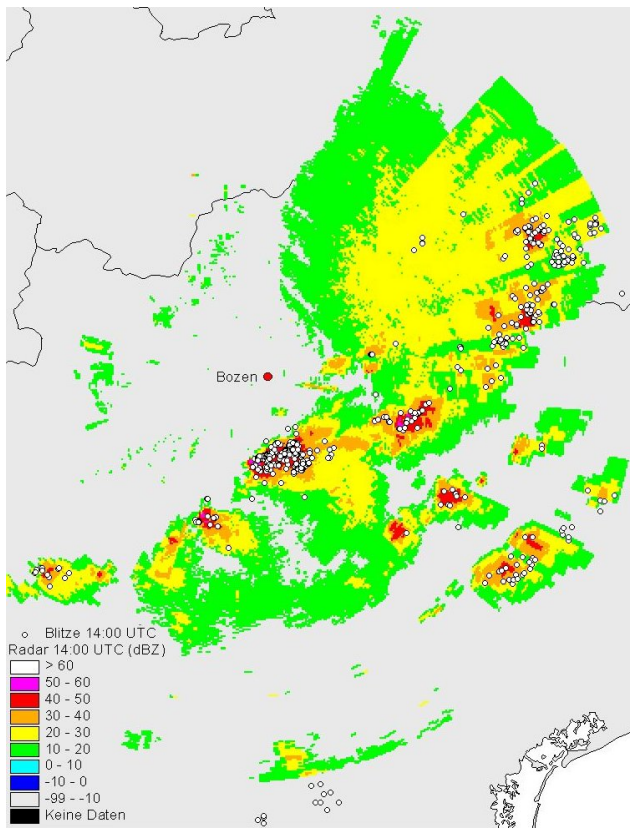 Bozen
Blitze 14:00 UTC
Radar 14:00 UTC (dBZ)
> 60
50 - 60
40 - 50
30 - 40
20 - 30
10 - 20
0 - 10
-10 - 0
-99 - -10
Keine Daten